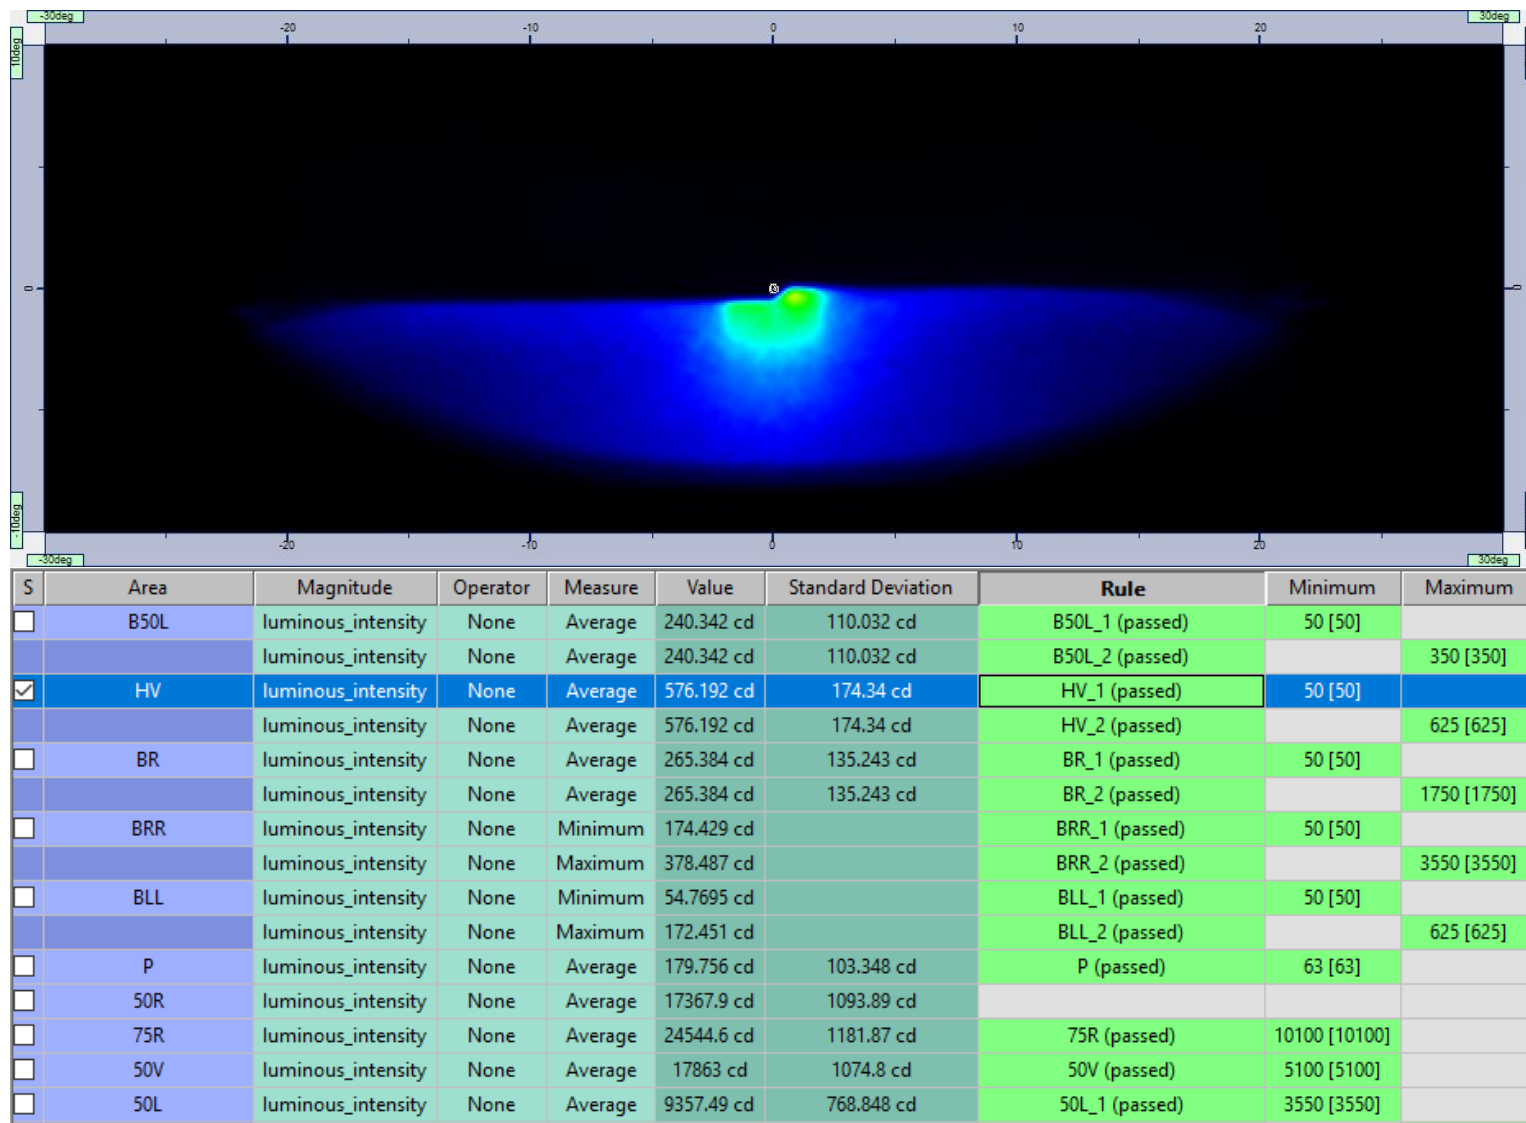 -30deg 30deg
-20 -10 0 10 20
10deg
0 0
-10deg
-20 -10 0 10 20
-30deg 30deg
S Area Magnitude Operator Measure Value Standard Deviation Rule Minimum Maximum
B50L luminous_intensity None Average 240.342 cd 110.032 cd B50L_1 (passed) 50 [50]
luminous_intensity None Average 240.342 cd 110.032 cd B50L_2 (passed) 350 [350]
HV luminous_intensity None Average 576.192 cd 174.34 cd HV_1 (passed) 50 [50]
luminous_intensity None Average 576.192 cd 174.34 cd HV_2 (passed) 625 [625]
BR luminous_intensity None Average 265.384 cd 135.243 cd BR_1 (passed) 50 [50]
luminous_intensity None Average 265.384 cd 135.243 cd BR_2 (passed) 1750 [1750]
BRR luminous_intensity None Minimum 174.429 cd BRR_1 (passed) 50 [50]
luminous_intensity None Maximum 378.487 cd BRR_2 (passed) 3550 [3550]
BLL luminous_intensity None Minimum 54.7695 cd BLL_1 (passed) 50 [50]
luminous_intensity None Maximum 172.451 cd BLL_2 (passed) 625 [625]
P luminous_intensity None Average 179.756 cd 103.348 cd P (passed) 63 [63]
50R luminous_intensity None Average 17367.9 cd 1093.89 cd
75R luminous_intensity None Average 24544.6 cd 1181.87 cd 75R (passed) 10100 [10100]
50V luminous_intensity None Average 17863 cd 1074.8 cd 50V (passed) 5100 [5100]
50L luminous_intensity None Average 9357.49 cd 768.848 cd 50L_1 (passed) 3550 [3550]